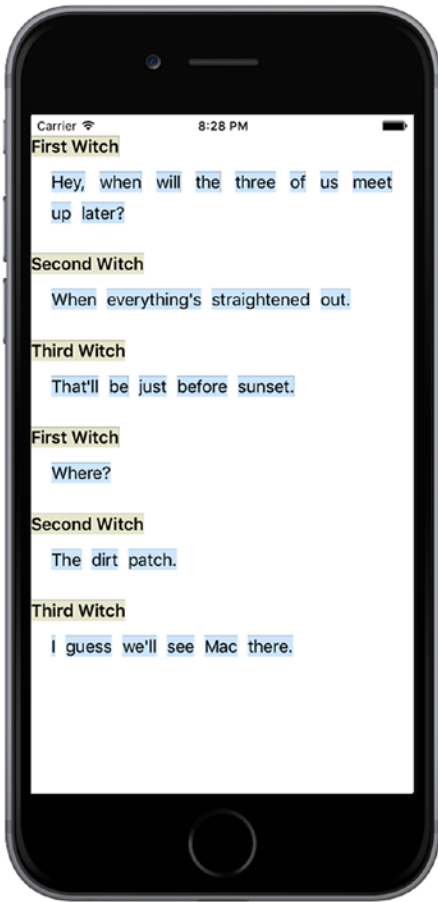 Carrier 8:28 PM
First Witch
Hey, when will the three of us meet
up later?
Second Witch
When everything's straightened out.
Third Witch
That'll be just before sunset.
First Witch
Where?
Second Witch
The dirt patch.
Third Witch
I guess we'll see Mac there.